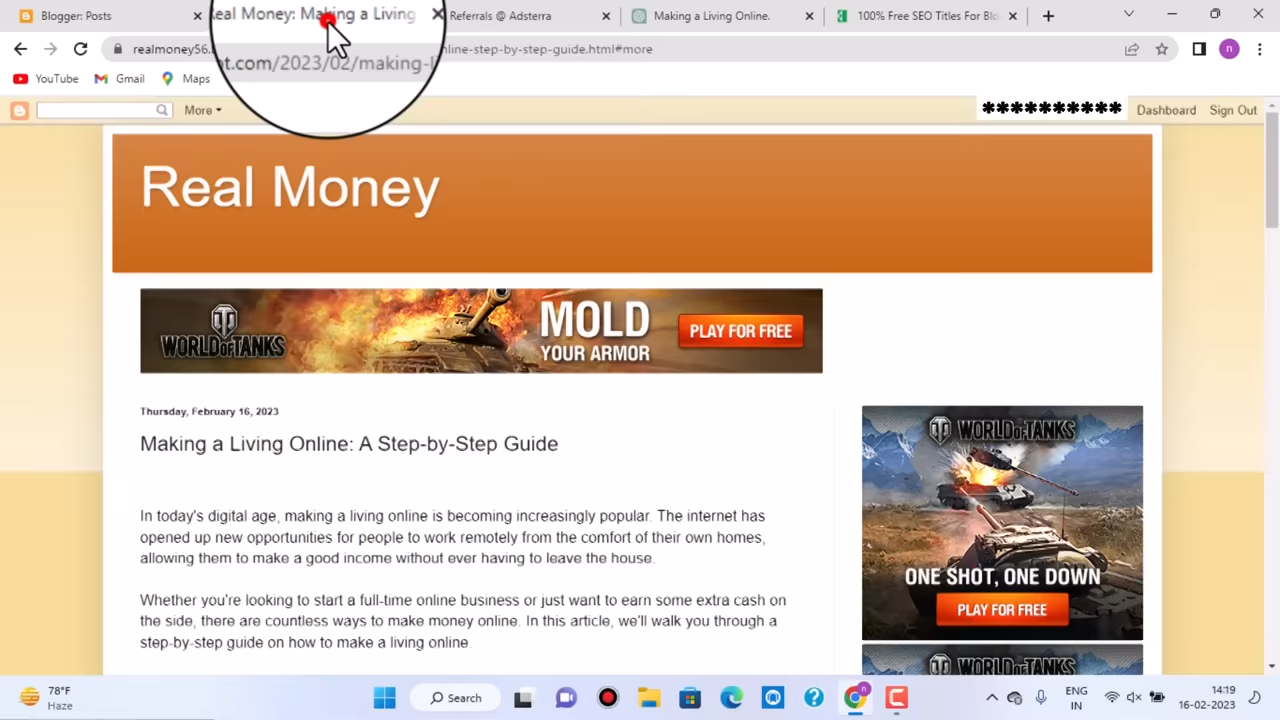 Blogger: Posts
eal Money: Making a Living
Referrals @ Adsterra
Making a Living Online.
100% Free SEO Titles For Blo
realmoney56.
ot.com/2023/02/making-l
nline-step-by-step-guide.html#more
n
YouTube
Gmail
Maps
More
**********
Dashboard
Sign Out
Real Money
WORLD OF TANKS
MOLD
YOUR ARMOR
PLAY FOR FREE
Thursday, February 16, 2023
Making a Living Online: A Step-by-Step Guide
In today's digital age, making a living online is becoming increasingly popular. The internet has
opened up new opportunities for people to work remotely from the comfort of their own homes,
allowing them to make a good income without ever having to leave the house.
Whether you're looking to start a full-time online business or just want to earn some extra cash on
the side, there are countless ways to make money online. In this article, we'll walk you through a
step-by-step guide on how to make a living online.
WORLD OF TANKS
ONE SHOT, ONE DOWN
PLAY FOR FREE
WORLD OF TANKS
78°F
Haze
Search
n
ENG
IN
14:19
16-02-2023